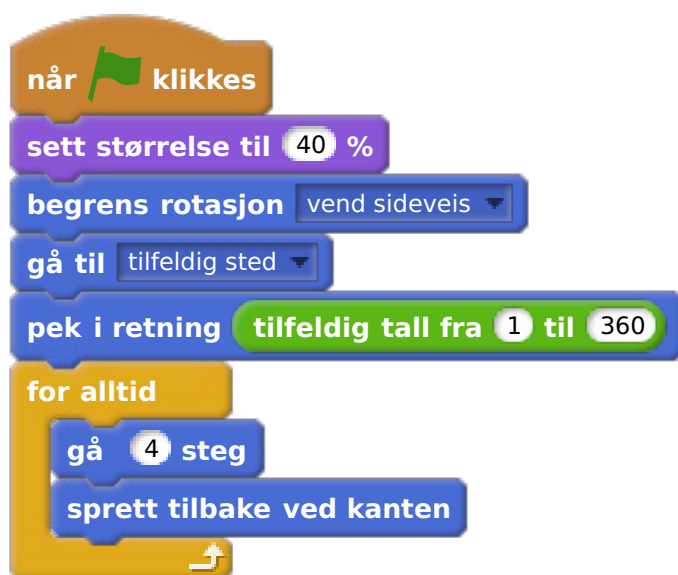 når klikkes
sett størrelse til 40 %
begrens rotasjon vend sideveis
gå til tilfeldig sted
pek i retning tilfeldig tall fra 1 til 360
for alltid
gå 4 steg
sprett tilbake ved kanten